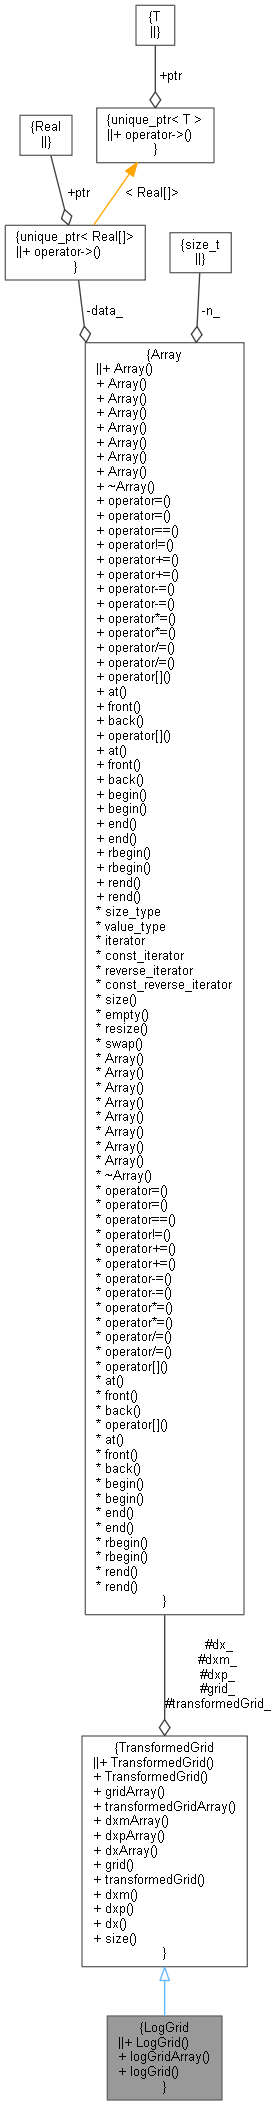 {T
||}
+ptr
{unique_ptr< T >
||+ operator->()
}
{Real
||}
+ptr
< Real[]>
{unique_ptr< Real[]>
||+ operator->()
}
{size_t
||}
-data_
-n_
{Array
||+ Array()
+ Array()
+ Array()
+ Array()
+ Array()
+ Array()
+ Array()
+ Array()
+ ~Array()
+ operator=()
+ operator=()
+ operator==()
+ operator!=()
+ operator+=()
+ operator+=()
+ operator-=()
+ operator-=()
+ operator*=()
+ operator*=()
+ operator/=()
+ operator/=()
+ operator[]()
+ at()
+ front()
+ back()
+ operator[]()
+ at()
+ front()
+ back()
+ begin()
+ begin()
+ end()
+ end()
+ rbegin()
+ rbegin()
+ rend()
+ rend()
* size_type
* value_type
* iterator
* const_iterator
* reverse_iterator
* const_reverse_iterator
* size()
* empty()
* resize()
* swap()
* Array()
* Array()
* Array()
* Array()
* Array()
* Array()
* Array()
* Array()
* ~Array()
* operator=()
* operator=()
* operator==()
* operator!=()
* operator+=()
* operator+=()
* operator-=()
* operator-=()
* operator*=()
* operator*=()
* operator/=()
* operator/=()
* operator[]()
* at()
* front()
* back()
* operator[]()
* at()
* front()
* back()
* begin()
* begin()
* end()
* end()
* rbegin()
* rbegin()
* rend()
* rend()
}
#dx_
#dxm_
#dxp_
#grid_
#transformedGrid_
{TransformedGrid
||+ TransformedGrid()
+ TransformedGrid()
+ gridArray()
+ transformedGridArray()
+ dxmArray()
+ dxpArray()
+ dxArray()
+ grid()
+ transformedGrid()
+ dxm()
+ dxp()
+ dx()
+ size()
}
{LogGrid
||+ LogGrid()
+ logGridArray()
+ logGrid()
}